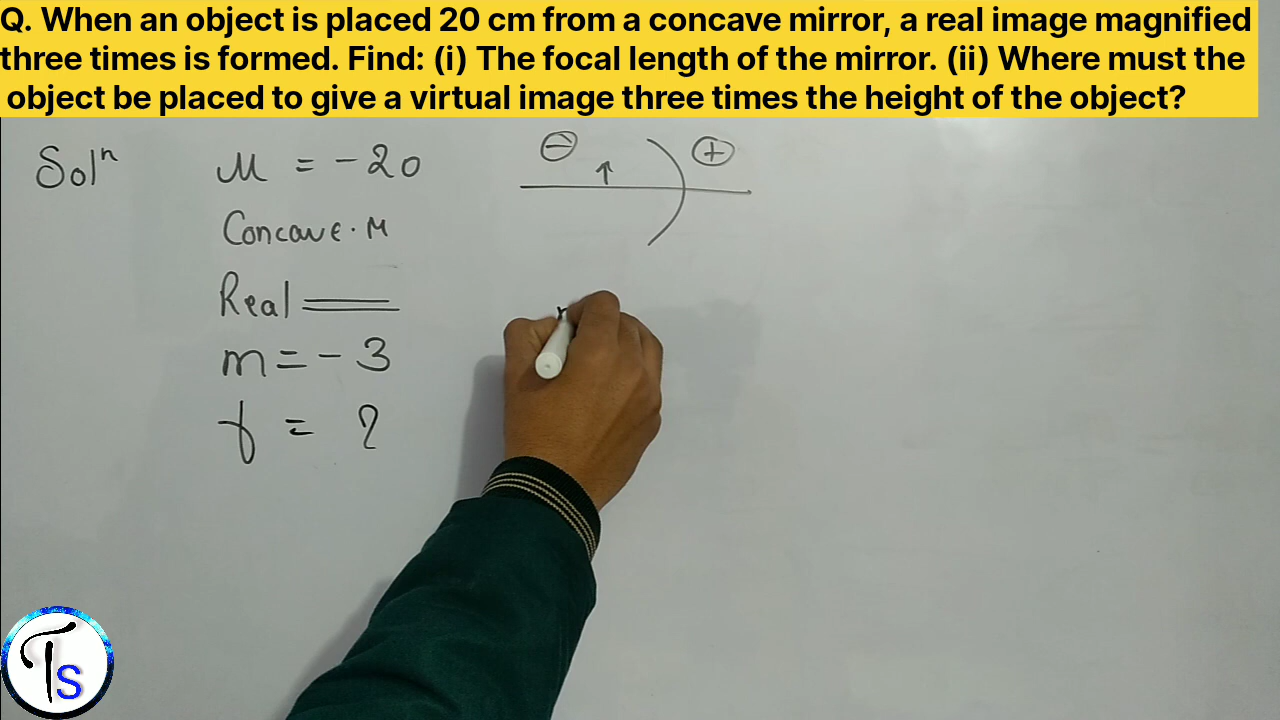 Q. When an object is placed 20 cm from a concave mirror, a real image magnified
three times is formed. Find: (i) The focal length of the mirror. (ii) Where must the
object be placed to give a virtual image three times the height of the object?
Solⁿ u = -20
Concave. M
Real
m = - 3
f = ?
- +
Ts